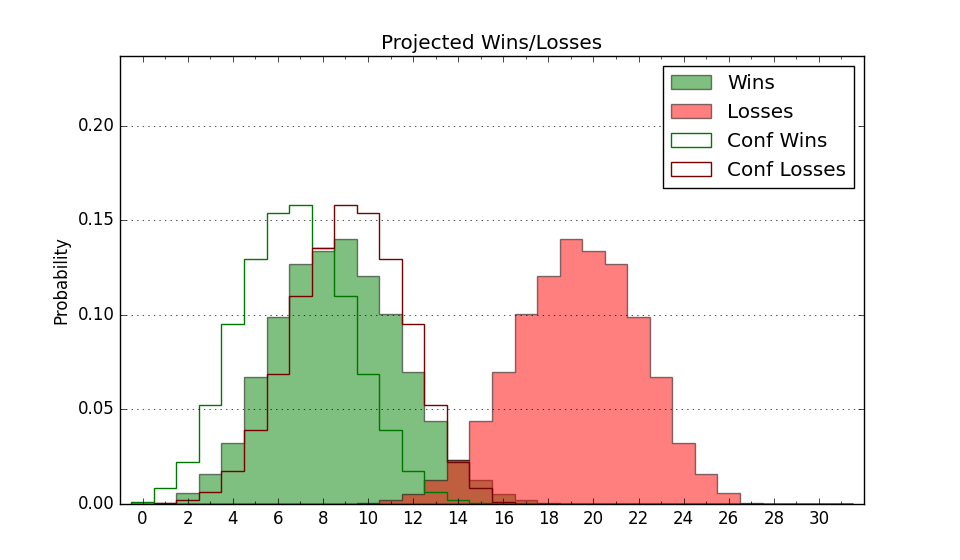 Projected Wins/Losses
Wins
Losses
Conf Wins
Conf Losses
Probability
0.20
0.15
0.10
0.05
0.00
0 2 4 6 8 10 12 14 16 18 20 22 24 26 28 30